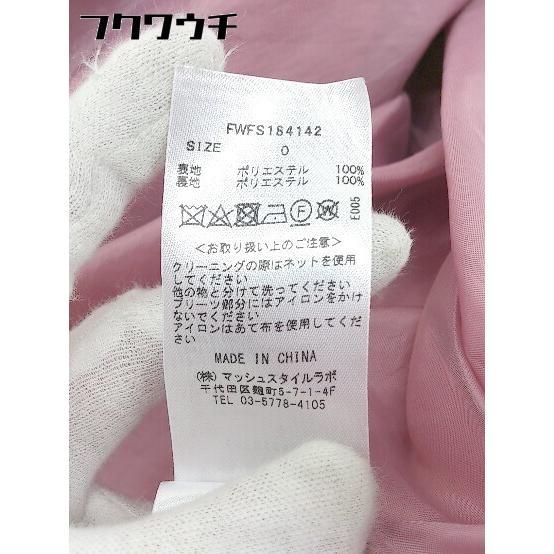 フクワウチ
FWFS184142
SIZE 0
表地 ポリエステル 100%
裏地 ポリエステル 100%
E005
<お取り扱い上のご注意>
クリーニングの際はネットを使用
してください
他の物と分けて洗ってください
プリーツ部分にはアイロンをかけ
ないでください
アイロンはあて布を使用してください
MADE IN CHINA
(株)マッシュスタイルラボ
千代田区麹町5-7-1-4F
TEL 03-5778-4105